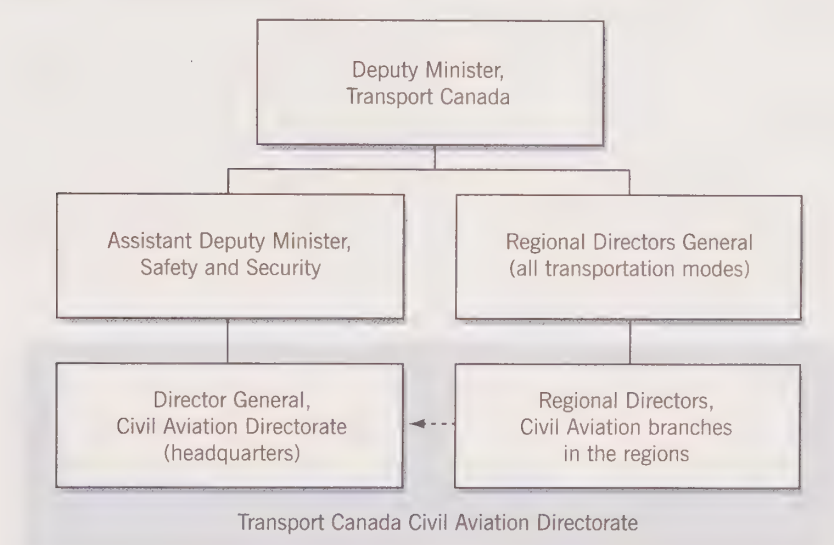 Deputy Minister,
Transport Canada
Assistant Deputy Minister,
Safety and Security
Regional Directors General
(all transportation modes)
Director General,
Civil Aviation Directorate
(headquarters)
Regional Directors,
Civil Aviation branches
in the regions
Transport Canada Civil Aviation Directorate